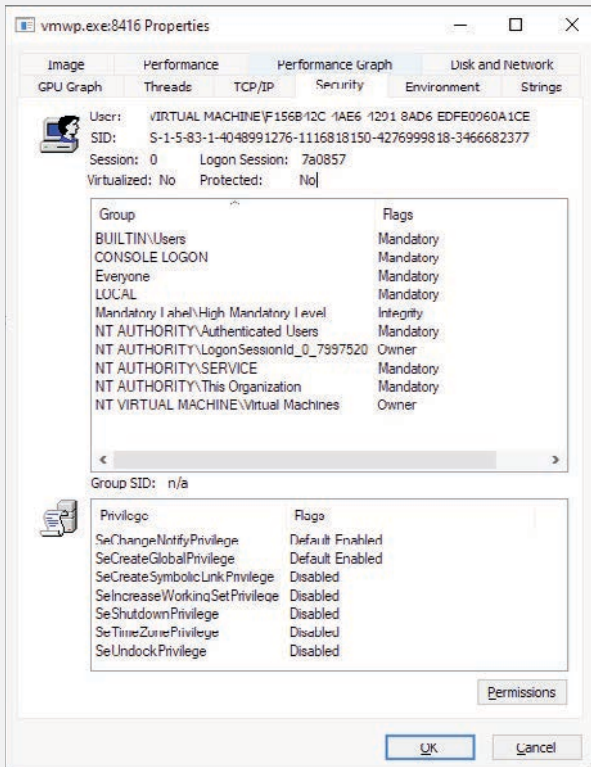 vmwp.exe:8416 Properties
Image Performance Performance Graph Disk and Network
GPU Graph Threads TCP/IP Security Environment Strings
User: VIRTUAL MACHINE\F156B42C 4AE6 4291 8AD6 EDFE0960A1CE
SID: S-1-5-83-1-4048991276-1116818150-4276999818-3466682377
Session: 0 Logon Session: 7a0857
Virtualized: No Protected: No
Group Flags
BUILTIN\Users Mandatory
CONSOLE LOGON Mandatory
Everyone Mandatory
LOCAL Mandatory
Mandatory Label\High Mandatory Level Integrity
NT AUTHORITY\Authenticated Users Mandatory
NT AUTHORITY\LogonSessionId_0_7997520 Owner
NT AUTHORITY\SERVICE Mandatory
NT AUTHORITY\This Organization Mandatory
NT VIRTUAL MACHINE\Virtual Machines Owner
Group SID: n/a
Privilege Flags
SeChangeNotifyPrivilege Default Enabled
SeCreateGlobalPrivilege Default Enabled
SeCreateSymbolicLinkPrivilege Disabled
SeIncreaseWorkingSetPrivilege Disabled
SeShutdownPrivilege Disabled
SeTimeZonePrivilege Disabled
SeUndockPrivilege Disabled
Permissions
OK Cancel